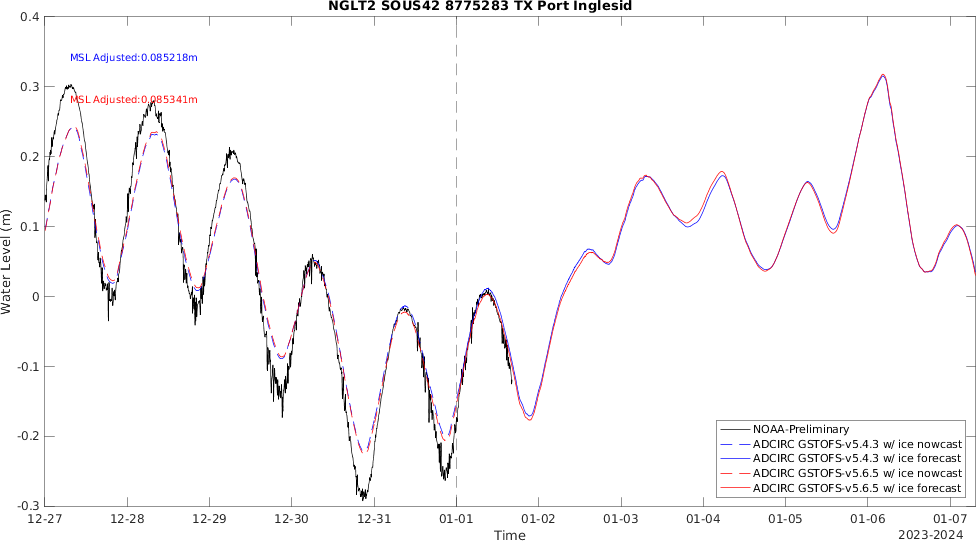 NGLT2 SOUS42 8775283 TX Port Inglesid
0.4
0.3
0.2
0.1
0
-0.1
-0.2
-0.3
Water Level (m)
MSL Adjusted:0.085218m
MSL Adjusted:0.085341m
NOAA-Preliminary
ADCIRC GSTOFS-v5.4.3 w/ ice nowcast
ADCIRC GSTOFS-v5.4.3 w/ ice forecast
ADCIRC GSTOFS-v5.6.5 w/ ice nowcast
ADCIRC GSTOFS-v5.6.5 w/ ice forecast
12-27 12-28 12-29 12-30 12-31 01-01 01-02 01-03 01-04 01-05 01-06 01-07
Time
2023-2024